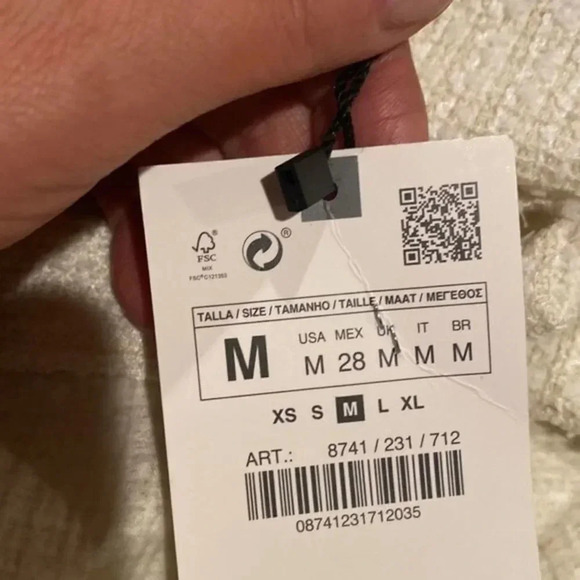 FSC®
MIX
TALLA / SIZE / TAMANHO / TAILLE / MAAT / ΜΕΓΕΘΟΣ
M
USA MEX UK IT BR
M 28 M M M
XS S M L XL
ART.: 8741 / 231 / 712
08741231712035